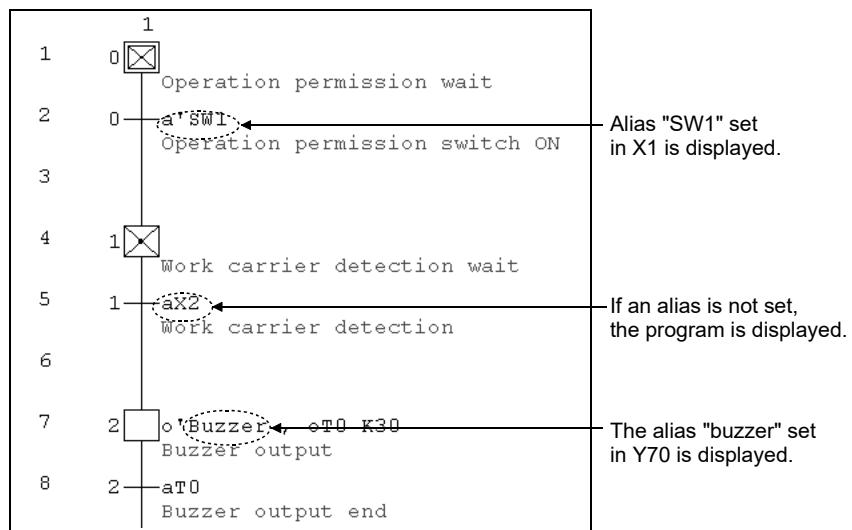 1
1 0
Operation permission wait
2 0 a'SW1
Operation permission switch ON
Alias "SW1" set
in X1 is displayed.
3
4 1
Work carrier detection wait
5 1 aX2
Work carrier detection
If an alias is not set,
the program is displayed.
6
7 2 o'Buzzer , oT0 K30
Buzzer output
The alias "buzzer" set
in Y70 is displayed.
8 2 aT0
Buzzer output end